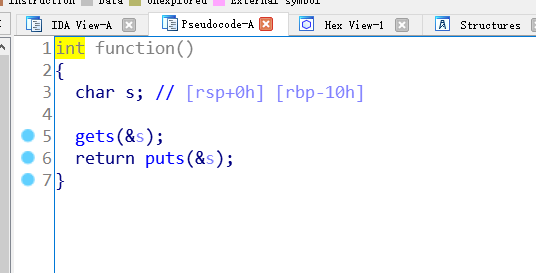 Instruction Data Unexplored External symbol
IDA View-A Pseudocode-A Hex View-1 A Structures
1 int function()
2 {
3 char s; // [rsp+0h] [rbp-10h]
4
5 gets(&s);
6 return puts(&s);
7 }